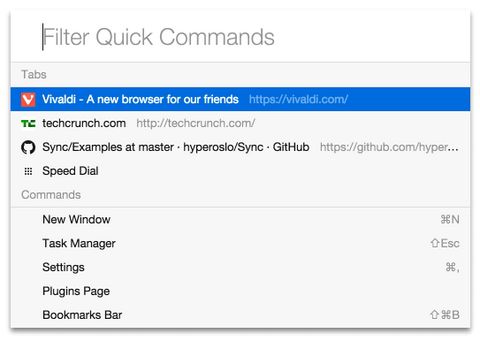 Filter Quick Commands
Tabs
Vivaldi - A new browser for our friends https://vivaldi.com/
techcrunch.com http://techcrunch.com/
Sync/Examples at master · hyperoslo/Sync · GitHub https://github.com/hyper...
Speed Dial
Commands
New Window ⌘N
Task Manager ⇧Esc
Settings ⌘,
Plugins Page
Bookmarks Bar ⇧⌘B